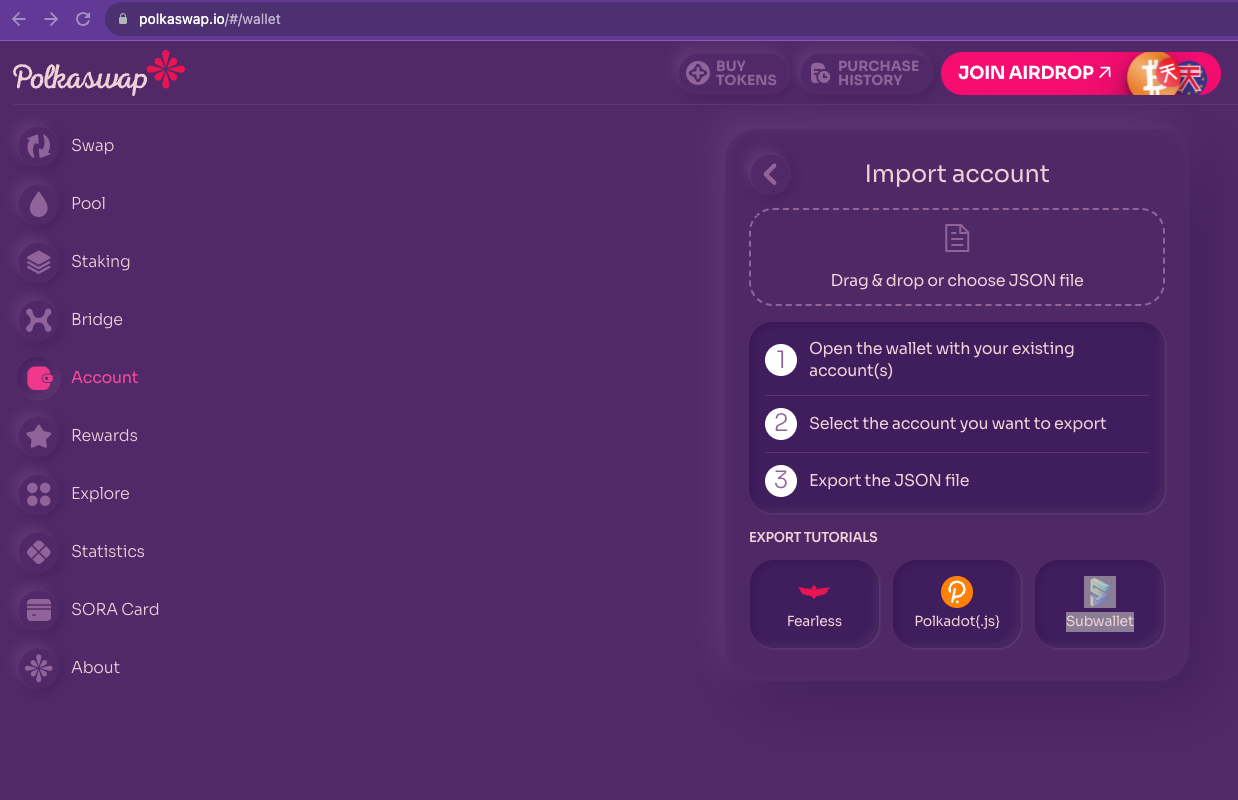 polkaswap.io/#/wallet
Polkaswap
BUY
TOKENS
PURCHASE
HISTORY
JOIN AIRDROP
Swap
Pool
Staking
Bridge
Account
Rewards
Explore
Statistics
SORA Card
About
Import account
Drag & drop or choose JSON file
1 Open the wallet with your existing
account(s)
2 Select the account you want to export
3 Export the JSON file
EXPORT TUTORIALS
Fearless
Polkadot{.js}
Subwallet